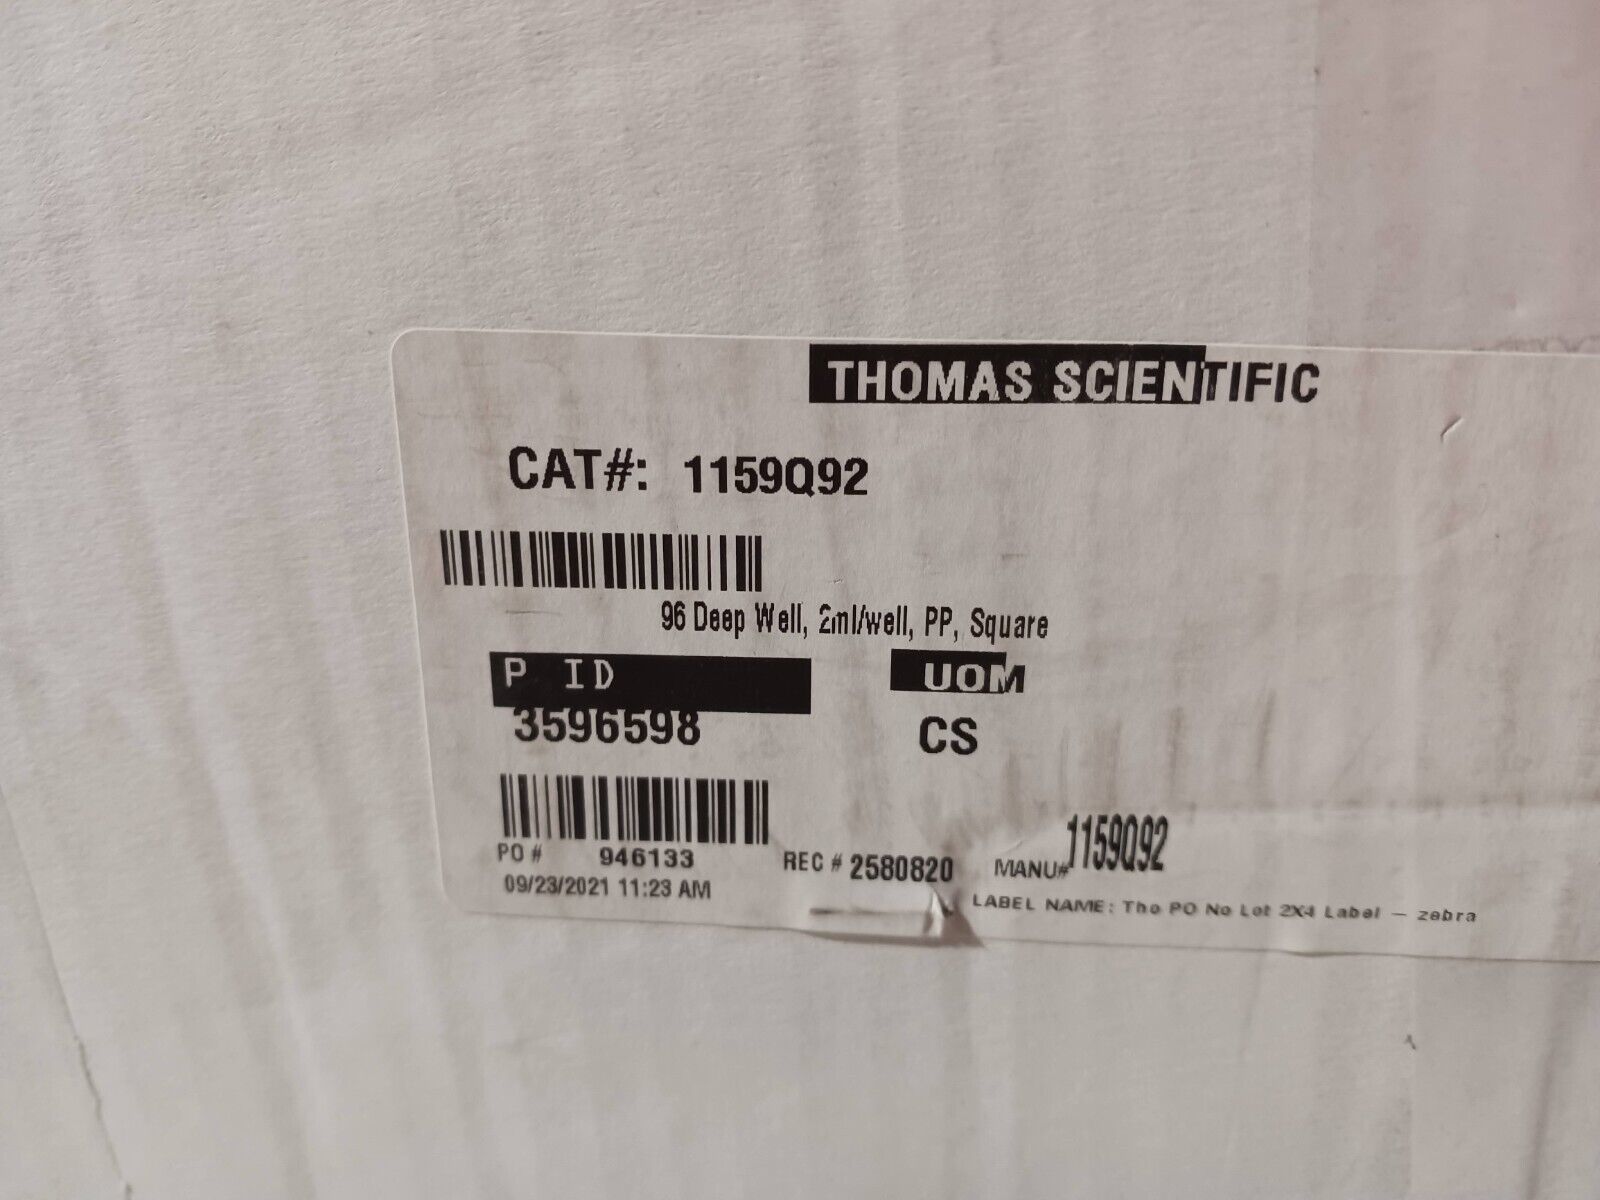 THOMAS SCIENTIFIC
CAT#: 1159Q92
96 Deep Well, 2ml/well, PP, Square
P ID UOM
3596598 CS
PO # 946133 REC # 2580820 MANU# 1159Q92
09/23/2021 11:23 AM
LABEL NAME: Tho PO No Lot 2X4 Label – zebra